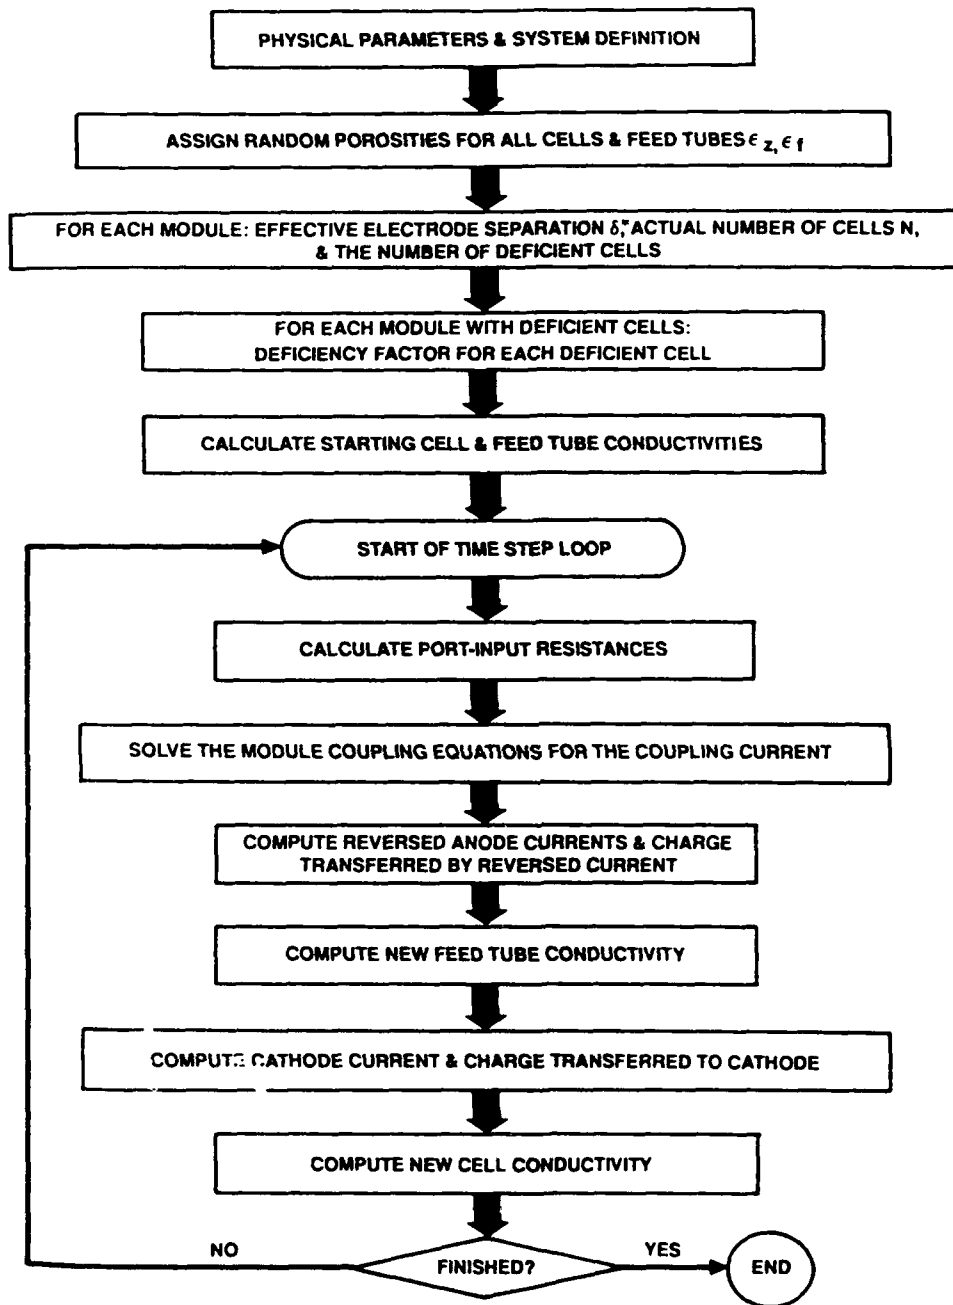 PHYSICAL PARAMETERS & SYSTEM DEFINITION
ASSIGN RANDOM POROSITIES FOR ALL CELLS & FEED TUBES ϵ z, ϵ f
FOR EACH MODULE: EFFECTIVE ELECTRODE SEPARATION δ," ACTUAL NUMBER OF CELLS N,
& THE NUMBER OF DEFICIENT CELLS
FOR EACH MODULE WITH DEFICIENT CELLS:
DEFICIENCY FACTOR FOR EACH DEFICIENT CELL
CALCULATE STARTING CELL & FEED TUBE CONDUCTIVITIES
START OF TIME STEP LOOP
CALCULATE PORT-INPUT RESISTANCES
SOLVE THE MODULE COUPLING EQUATIONS FOR THE COUPLING CURRENT
COMPUTE REVERSED ANODE CURRENTS & CHARGE
TRANSFERRED BY REVERSED CURRENT
COMPUTE NEW FEED TUBE CONDUCTIVITY
COMPUTE CATHODE CURRENT & CHARGE TRANSFERRED TO CATHODE
COMPUTE NEW CELL CONDUCTIVITY
NO
FINISHED?
YES
END